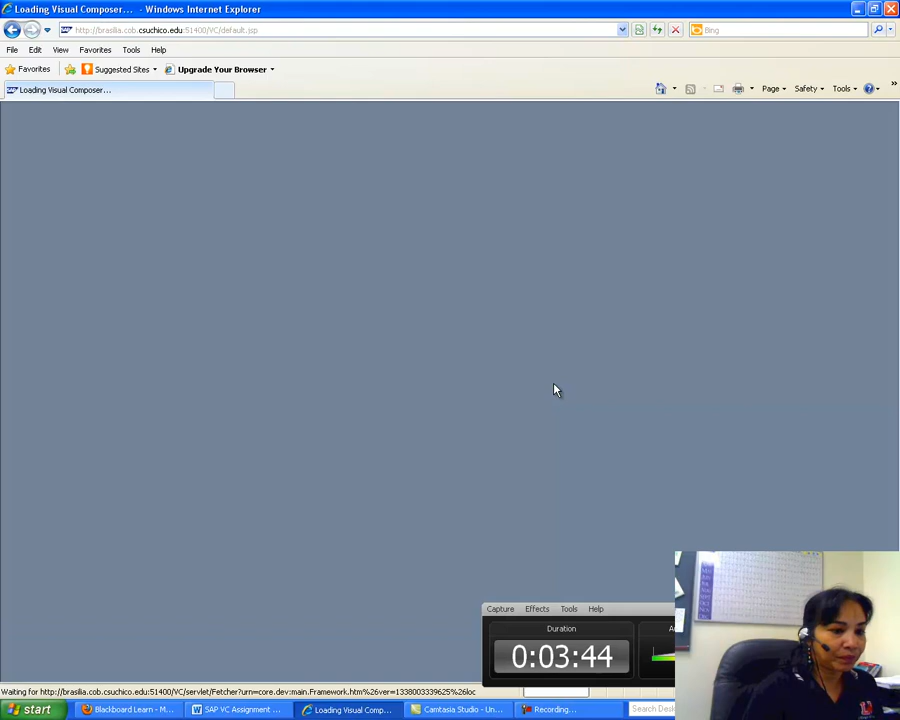 Loading Visual Composer... - Windows Internet Explorer
http://brasilia.cob.csuchico.edu:51400/VC/default.jsp
Bing
File Edit View Favorites Tools Help
Favorites Suggested Sites Upgrade Your Browser
SAP Loading Visual Composer...
Page Safety Tools
Capture Effects Tools Help
Duration
0:03:44
Waiting for http://brasilia.cob.csuchico.edu:51400/VC/servlet/Fetcher?urn=core.dev:main.Framework.htm%26ver=1338003339625%26loc
start Blackboard Learn - M... SAP VC Assignment ... Loading Visual Comp... Camtasia Studio - Un... Recording... Search Des